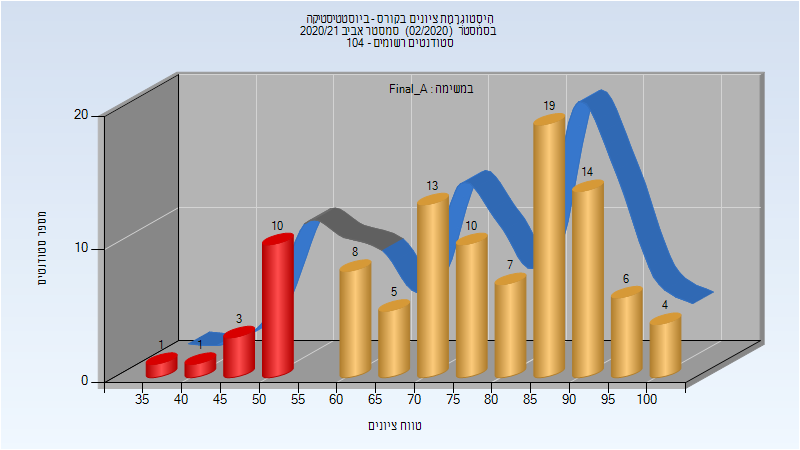 היסטוגרמת ציונים בקורס - ביוסטטיסטיקה
בסמסטר (02/2020) סמסטר אביב 2020/21
סטודנטים רשומים - 104
במשימה : Final_A
מספר סטודנטים
20
10
0
1
1
3
10
8
5
13
10
7
19
14
6
4
35 40 45 50 55 60 65 70 75 80 85 90 95 100
טווח ציונים